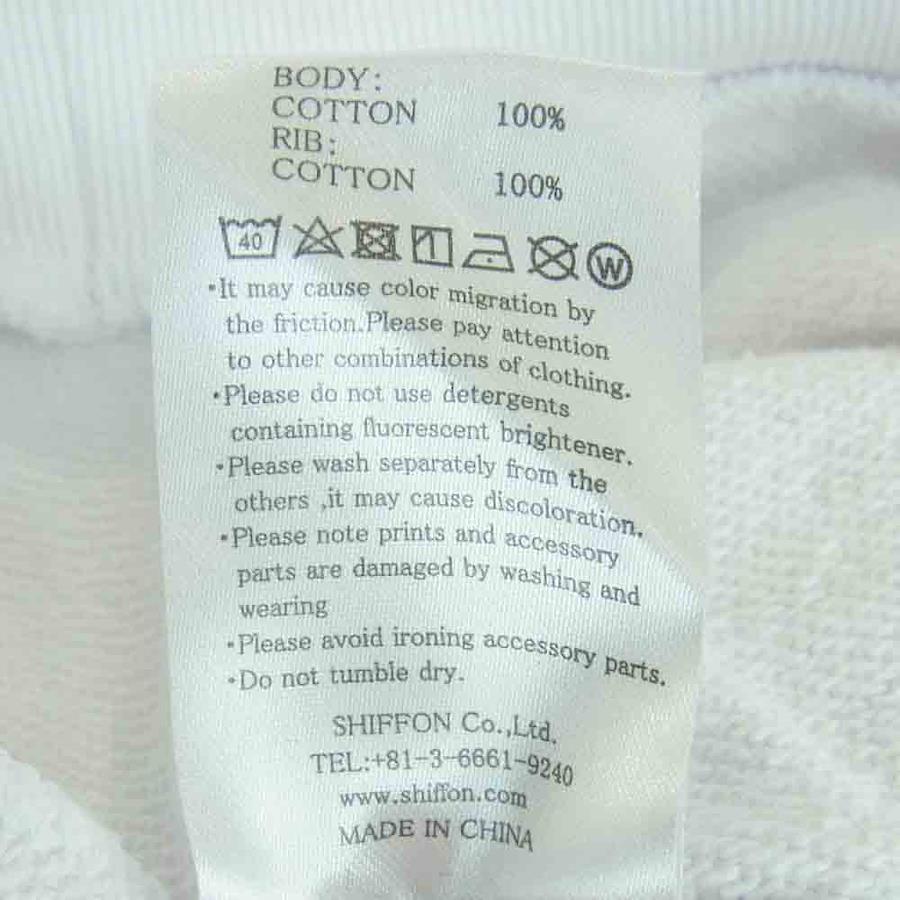 BODY:
COTTON 100%
RIB:
COTTON 100%
40 W
•It may cause color migration by
the friction.Please pay attention
to other combinations of clothing.
•Please do not use detergents
containing fluorescent brightener.
•Please wash separately from the
others ,it may cause discoloration.
•Please note prints and accessory
parts are damaged by washing and
wearing
•Please avoid ironing accessory parts.
•Do not tumble dry.
SHIFFON Co.,Ltd.
TEL:+81-3-6661-9240
www.shiffon.com
MADE IN CHINA